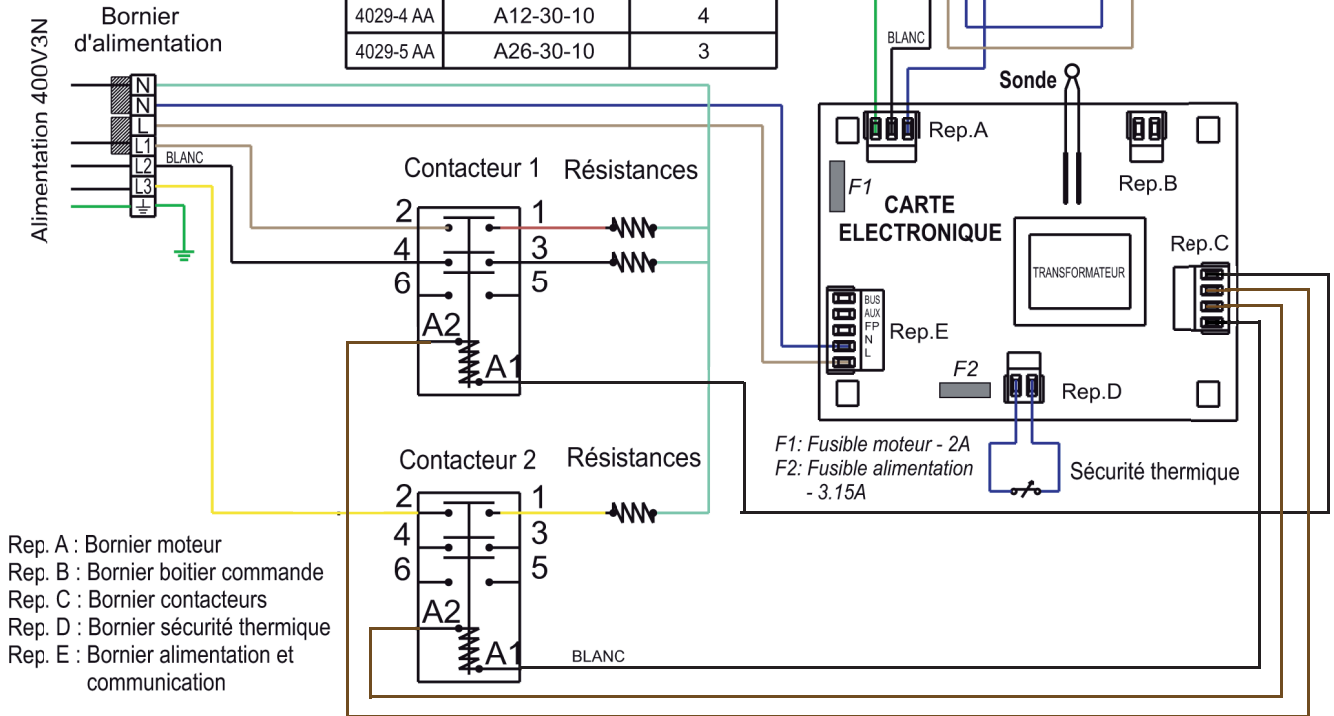 Bornier
d'alimentation
Alimentation 400V3N
4029-4 AA A12-30-10 4
4029-5 AA A26-30-10 3
BLANC
N
N
L
L1
L2
L3
BLANC
Contacteur 1 Résistances
2 1
4 3
6 5
A2
A1
Contacteur 2 Résistances
2 1
4 3
6 5
A2
A1
BLANC
Sonde
Rep.A
Rep.B
F1
CARTE
ELECTRONIQUE
Rep.C
TRANSFORMATEUR
BUS
AUX
FP
N
L
Rep.E
F2
Rep.D
F1: Fusible moteur - 2A
F2: Fusible alimentation
- 3.15A
Sécurité thermique
Rep. A : Bornier moteur
Rep. B : Bornier boitier commande
Rep. C : Bornier contacteurs
Rep. D : Bornier sécurité thermique
Rep. E : Bornier alimentation et
communication